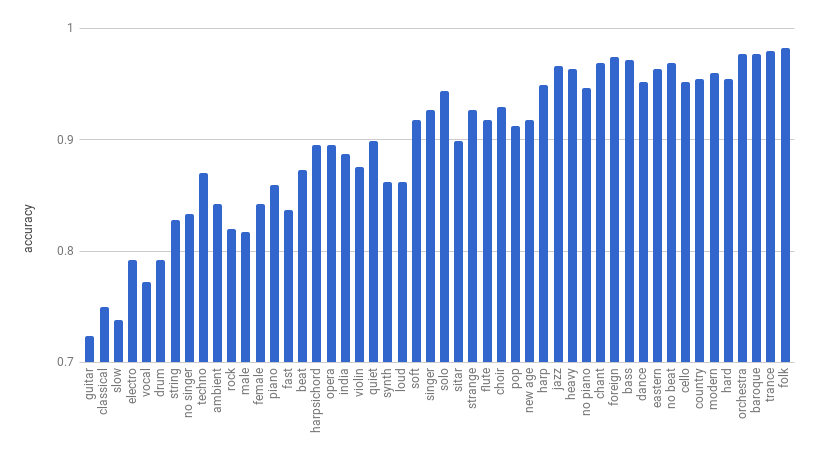 1
0.9
0.8
0.7
accuracy
guitar
classical
slow
electro
vocal
drum
string
no singer
techno
ambient
rock
male
female
piano
fast
beat
harpsichord
opera
india
violin
quiet
synth
loud
soft
singer
solo
sitar
strange
flute
choir
pop
new age
harp
jazz
heavy
no piano
chant
foreign
bass
dance
eastern
no beat
cello
country
modern
hard
orchestra
baroque
trance
folk